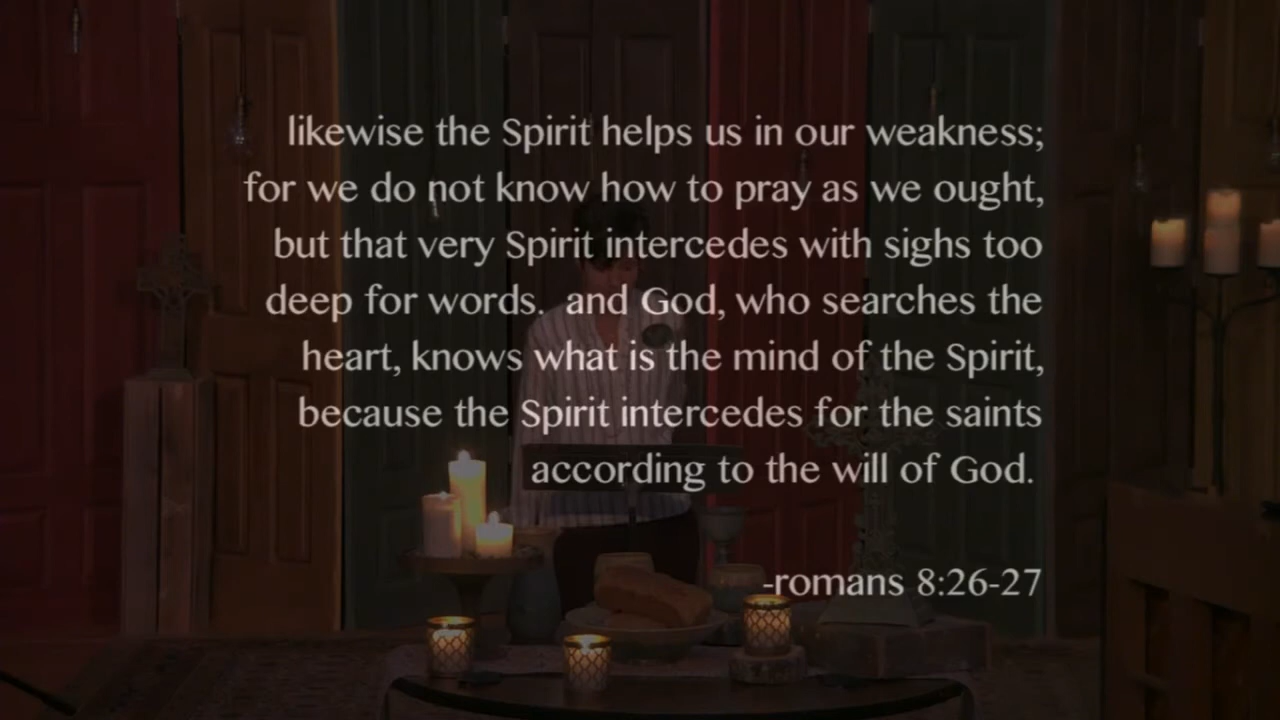 likewise the Spirit helps us in our weakness;
for we do not know how to pray as we ought,
but that very Spirit intercedes with sighs too
deep for words.  and God, who searches the
heart, knows what is the mind of the Spirit,
because the Spirit intercedes for the saints
according to the will of God.
-romans 8:26-27